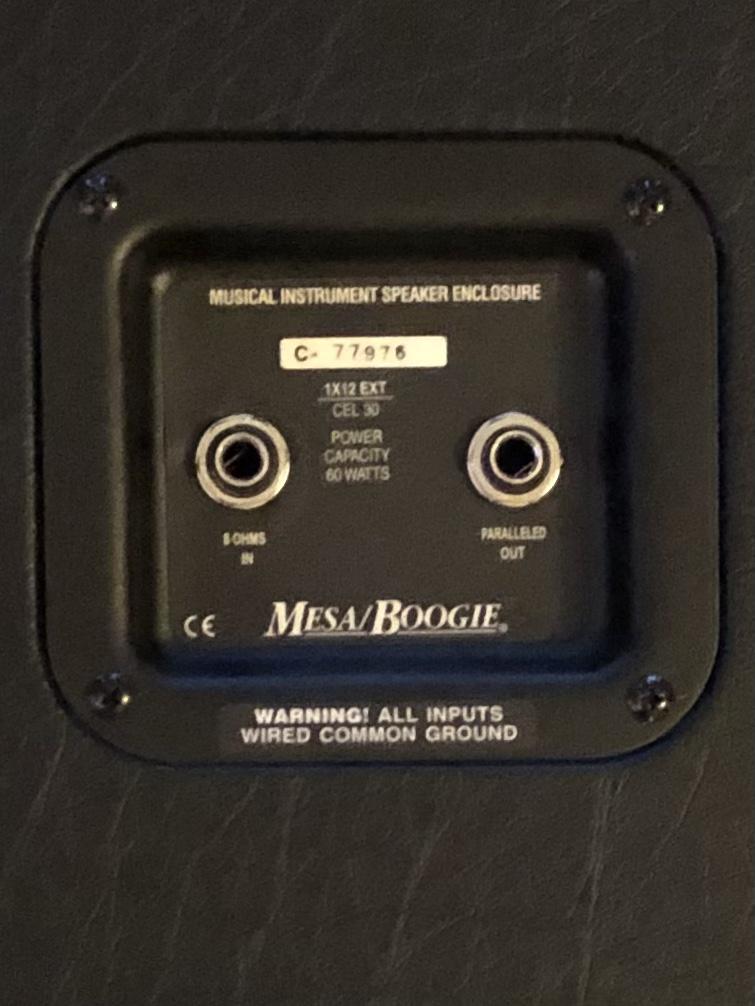 MUSICAL INSTRUMENT SPEAKER ENCLOSURE
C- 77976
1X12 EXT
CEL 30
POWER
CAPACITY
60 WATTS
8 OHMS
IN
PARALLELED
OUT
CE MESA/BOOGIE®
WARNING! ALL INPUTS
WIRED COMMON GROUND